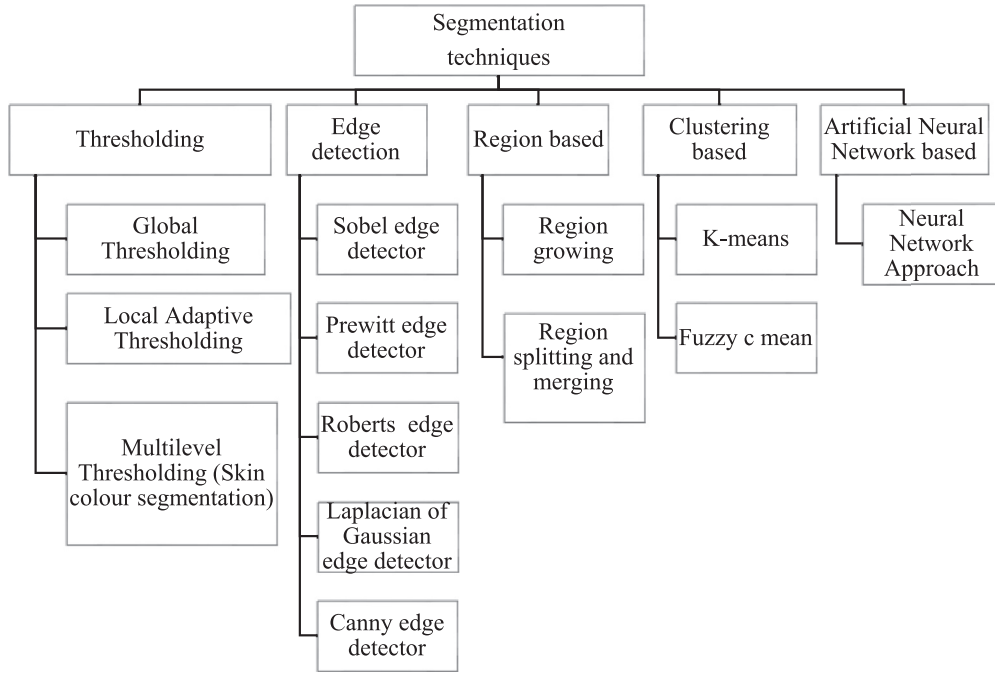 Segmentation
techniques
Thresholding
Edge
detection
Region based
Clustering
based
Artificial Neural
Network based
Global
Thresholding
Local Adaptive
Thresholding
Multilevel
Thresholding (Skin
colour segmentation)
Sobel edge
detector
Prewitt edge
detector
Roberts edge
detector
Laplacian of
Gaussian
edge detector
Canny edge
detector
Region
growing
Region
splitting and
merging
K-means
Fuzzy c mean
Neural
Network
Approach